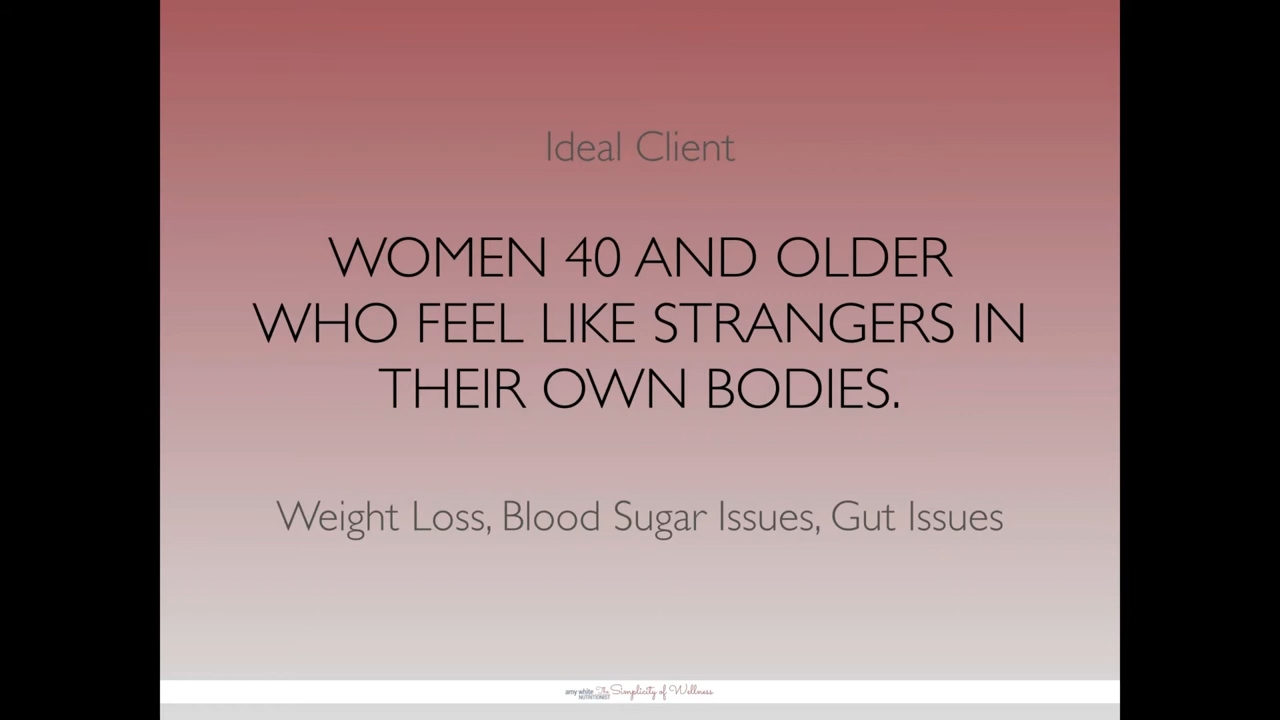 Ideal Client
WOMEN 40 AND OLDER
WHO FEEL LIKE STRANGERS IN
THEIR OWN BODIES.
Weight Loss, Blood Sugar Issues, Gut Issues
amy white The Simplicity of Wellness
NUTRITIONIST